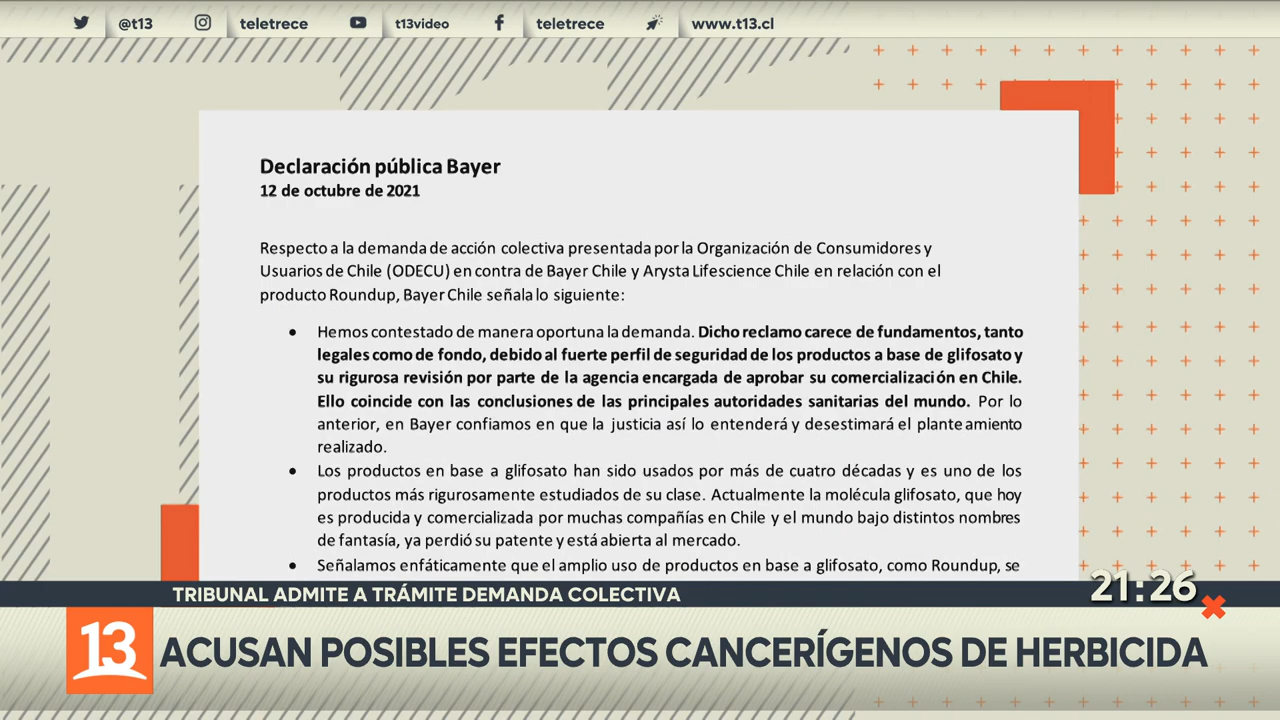 @t13 teletrece t13video teletrece www.t13.cl
Declaración pública Bayer
12 de octubre de 2021
Respecto a la demanda de acción colectiva presentada por la Organización de Consumidores y
Usuarios de Chile (ODECU) en contra de Bayer Chile y Arysta Lifescience Chile en relación con el
producto Roundup, Bayer Chile señala lo siguiente:
• Hemos contestado de manera oportuna la demanda. Dicho reclamo carece de fundamentos, tanto
legales como de fondo, debido al fuerte perfil de seguridad de los productos a base de glifosato y
su rigurosa revisión por parte de la agencia encargada de aprobar su comercialización en Chile.
Ello coincide con las conclusiones de las principales autoridades sanitarias del mundo. Por lo
anterior, en Bayer confiamos en que la justicia así lo entenderá y desestimará el planteamiento
realizado.
• Los productos en base a glifosato han sido usados por más de cuatro décadas y es uno de los
productos más rigurosamente estudiados de su clase. Actualmente la molécula glifosato, que hoy
es producida y comercializada por muchas compañías en Chile y el mundo bajo distintos nombres
de fantasía, ya perdió su patente y está abierta al mercado.
• Señalamos enfáticamente que el amplio uso de productos en base a glifosato, como Roundup, se
TRIBUNAL ADMITE A TRÁMITE DEMANDA COLECTIVA
21:26
13
ACUSAN POSIBLES EFECTOS CANCERÍGENOS DE HERBICIDA